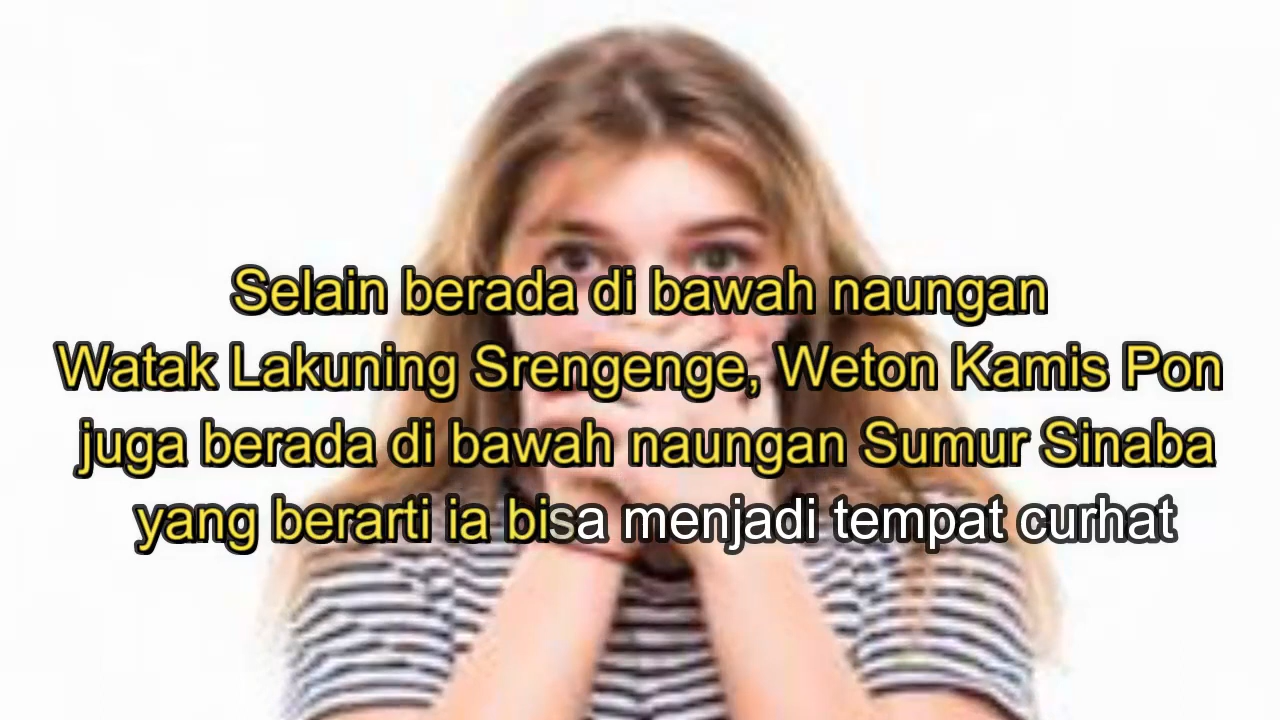 Selain berada di bawah naungan
Watak Lakuning Srengenge, Weton Kamis Pon
juga berada di bawah naungan Sumur Sinaba
yang berarti ia bisa menjadi tempat curhat